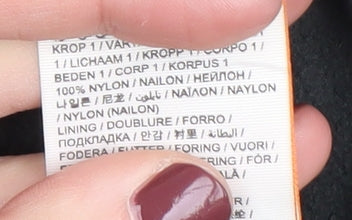 KROP 1 / VART
1 / LICHAAM 1 / KROPP 1 / CORPO 1
BEDEN 1 / CORP 1 / KORPUS 1
100% NYLON / NAILON / НЕЙЛОН /
나일론 / 尼龙 / نايلون / NAÏLON / NAYLON
/ NYLON (NAILON)
LINING / DOUBLURE / FORRO /
ПОДКЛАДКА / 안감 / 衬里 / البطانة /
FODERA / FUTTER / FORING / VUORI /
FÔR /